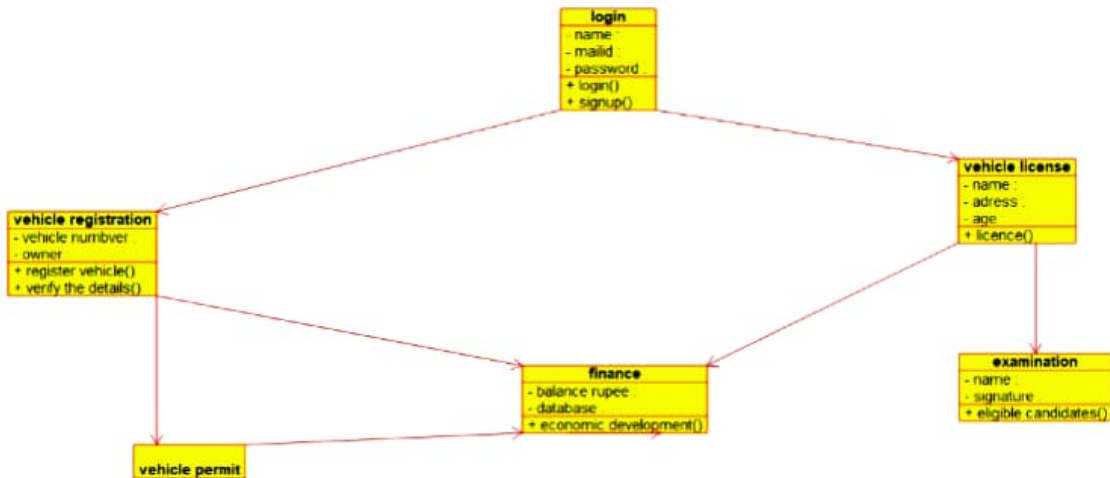 login
- name :
- mailid :
- password :
+ login()
+ signup()
vehicle license
- name :
- adress :
- age
+ licence()
vehicle registration
- vehicle numbver :
- owner
+ register vehicle()
+ verify the details()
finance
- balance rupee :
- database
+ economic development()
examination
- name :
- signature :
+ eligible candidates()
vehicle permit